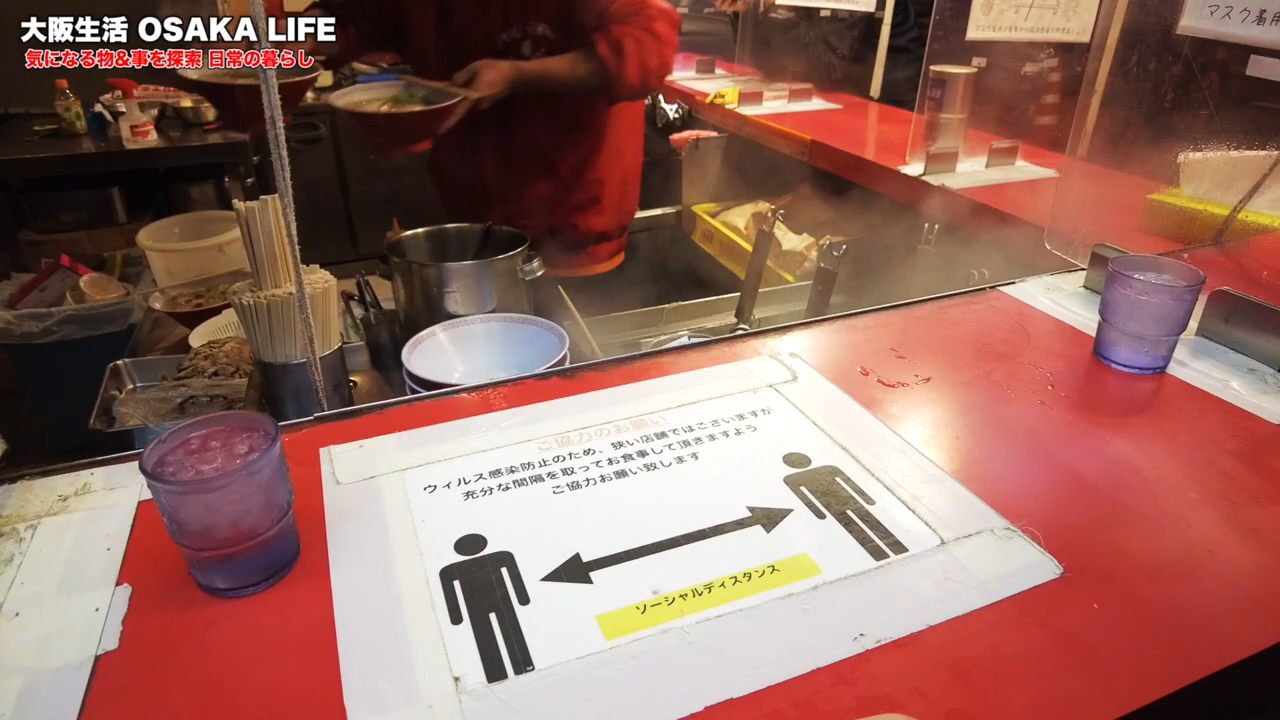 大阪生活 OSAKA LIFE
気になる物&事を探索 日常の暮らし
マスク着用
ご協力のお願い
ウィルス感染防止のため、狭い店舗ではございますが
充分な間隔を取ってお食事して頂きますよう
ご協力お願い致します
ソーシャルディスタンス